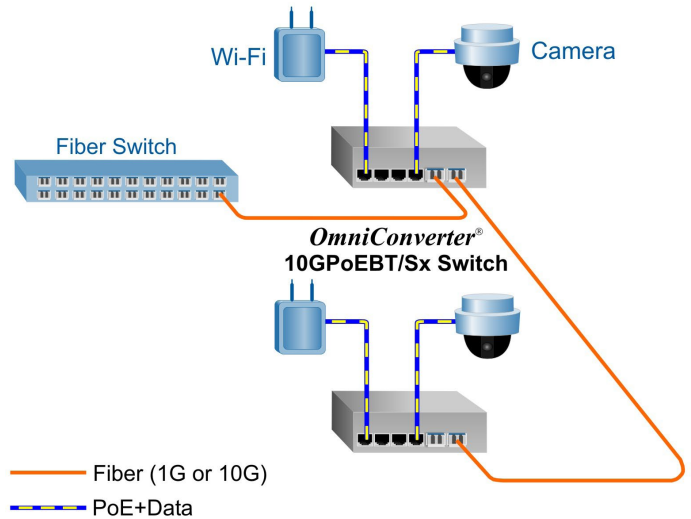 Wi-Fi
Camera
Fiber Switch
OmniConverter®
10GPoEBT/Sx Switch
Fiber (1G or 10G)
PoE+Data